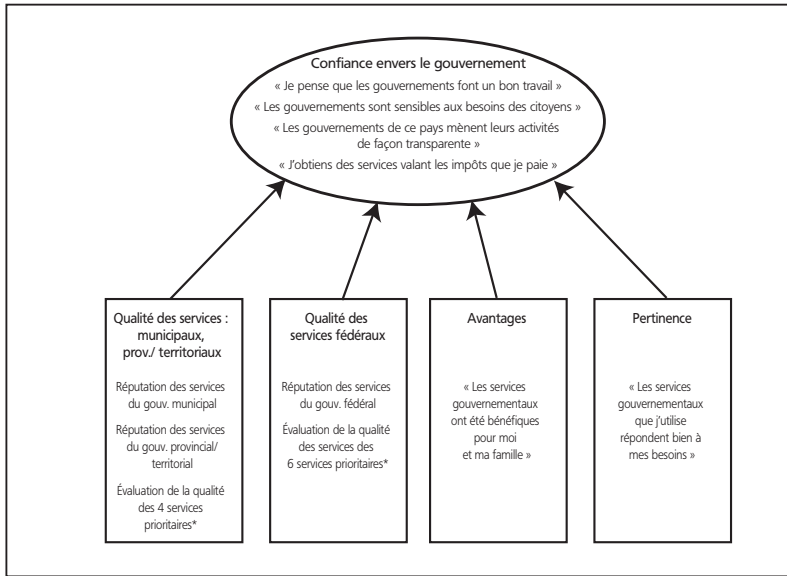 Confiance envers le gouvernement
« Je pense que les gouvernements font un bon travail »
« Les gouvernements sont sensibles aux besoins des citoyens »
« Les gouvernements de ce pays mènent leurs activités
de façon transparente »
« J'obtiens des services valant les impôts que je paie »
Qualité des services :
municipaux,
prov./ territoriaux
Réputation des services
du gouv. municipal
Réputation des services
du gouv. provincial/
territorial
Évaluation de la qualité
des 4 services
prioritaires*
Qualité des
services fédéraux
Réputation des services
du gouv. fédéral
Évaluation de la qualité
des services des
6 services prioritaires*
Avantages
« Les services
gouvernementaux
ont été bénéfiques
pour moi
et ma famille »
Pertinence
« Les services
gouvernementaux
que j'utilise
répondent bien à
mes besoins »